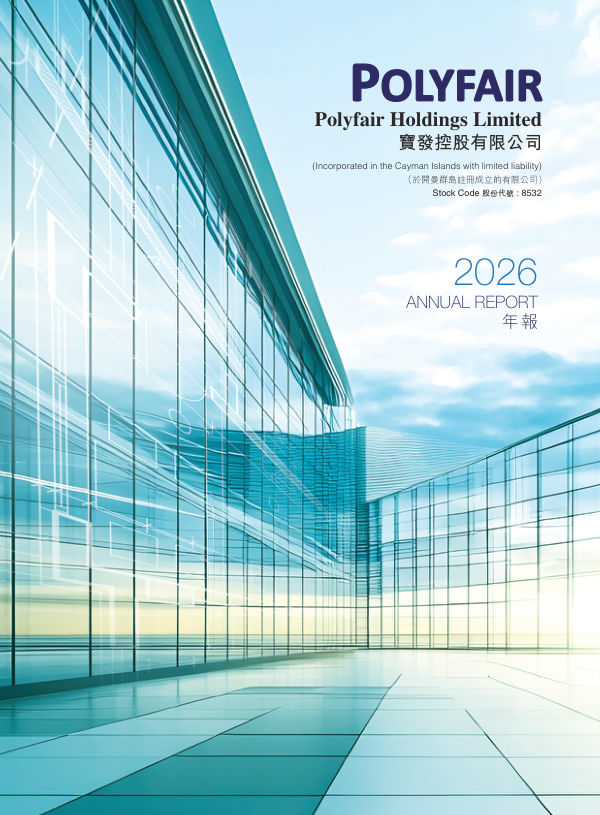 POLYFAIR
Polyfair Holdings Limited
寶發控股有限公司
(Incorporated in the Cayman Islands with limited liability)
（於開曼群島註冊成立的有限公司）
Stock Code 股份代號 : 8532
2026
ANNUAL REPORT
年報